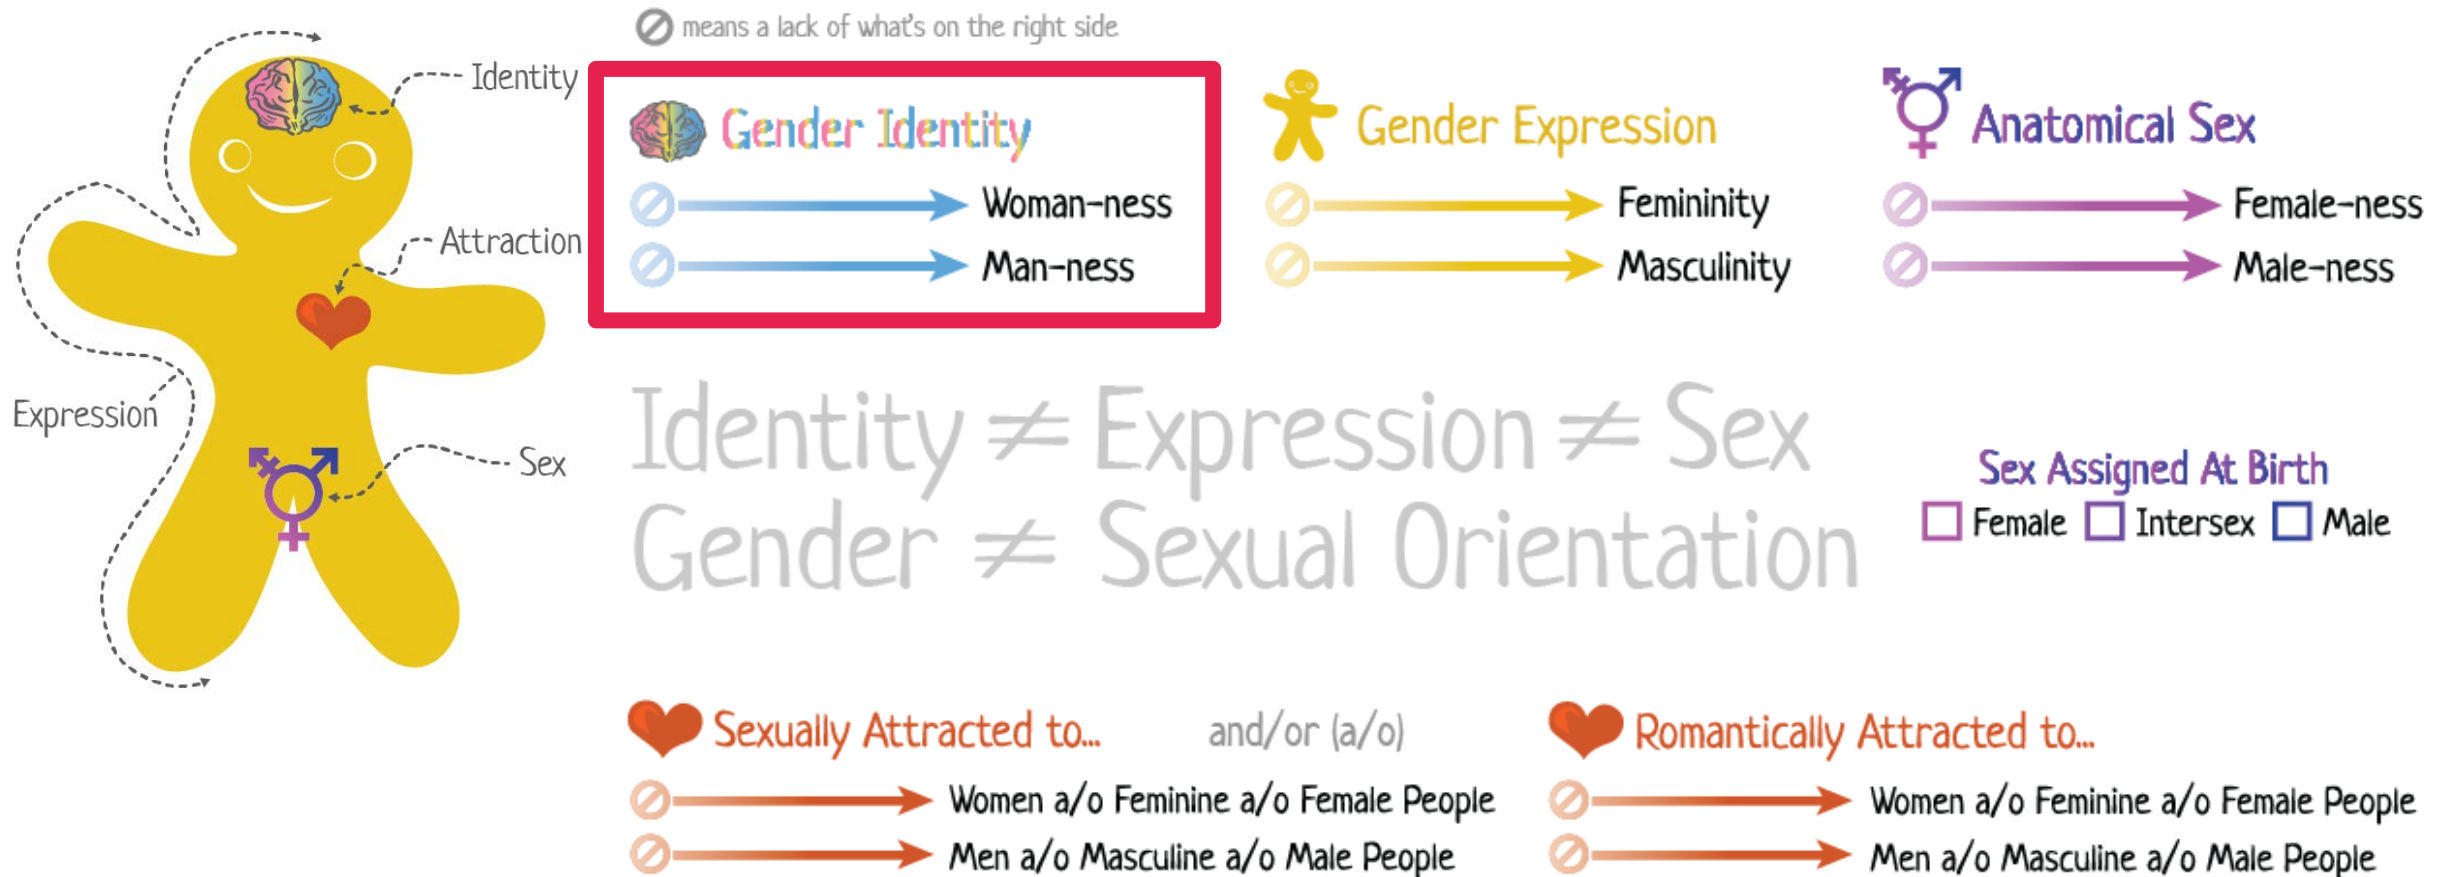 means a lack of what's on the right side
Identity
Attraction
Expression
Sex
Gender Identity
Woman-ness
Man-ness
Gender Expression
Femininity
Masculinity
Anatomical Sex
Female-ness
Male-ness
Identity ≠ Expression ≠ Sex
Gender ≠ Sexual Orientation
Sex Assigned At Birth
Female Intersex Male
Sexually Attracted to...
and/or (a/o)
Women a/o Feminine a/o Female People
Men a/o Masculine a/o Male People
Romantically Attracted to...
Women a/o Feminine a/o Female People
Men a/o Masculine a/o Male People